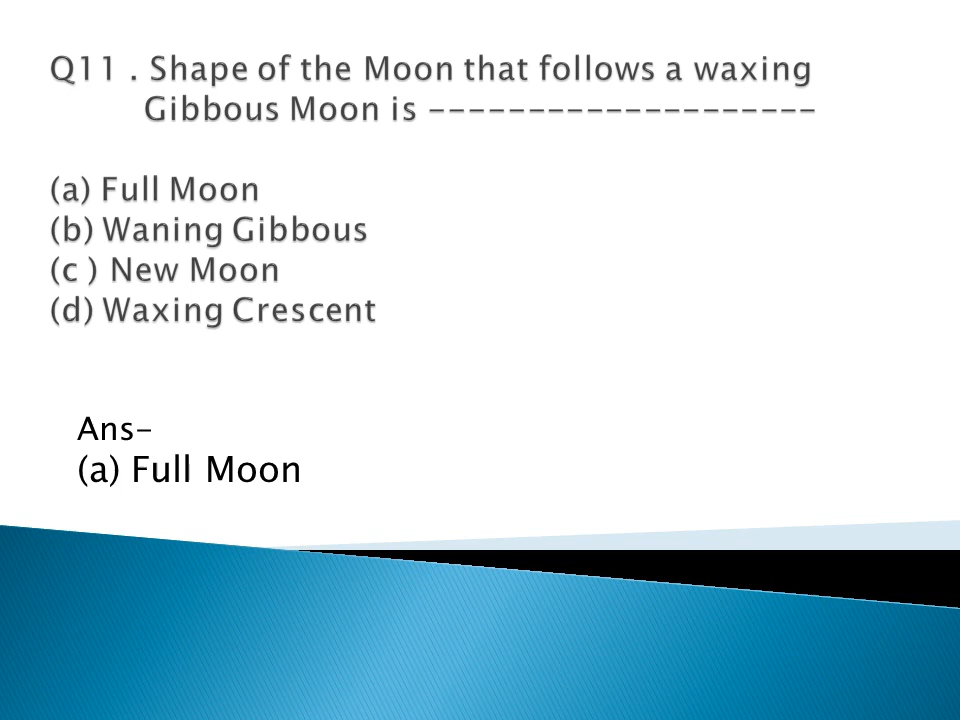 Q11 . Shape of the Moon that follows a waxing
Gibbous Moon is --------------------
(a) Full Moon
(b) Waning Gibbous
(c ) New Moon
(d) Waxing Crescent
Ans-
(a) Full Moon